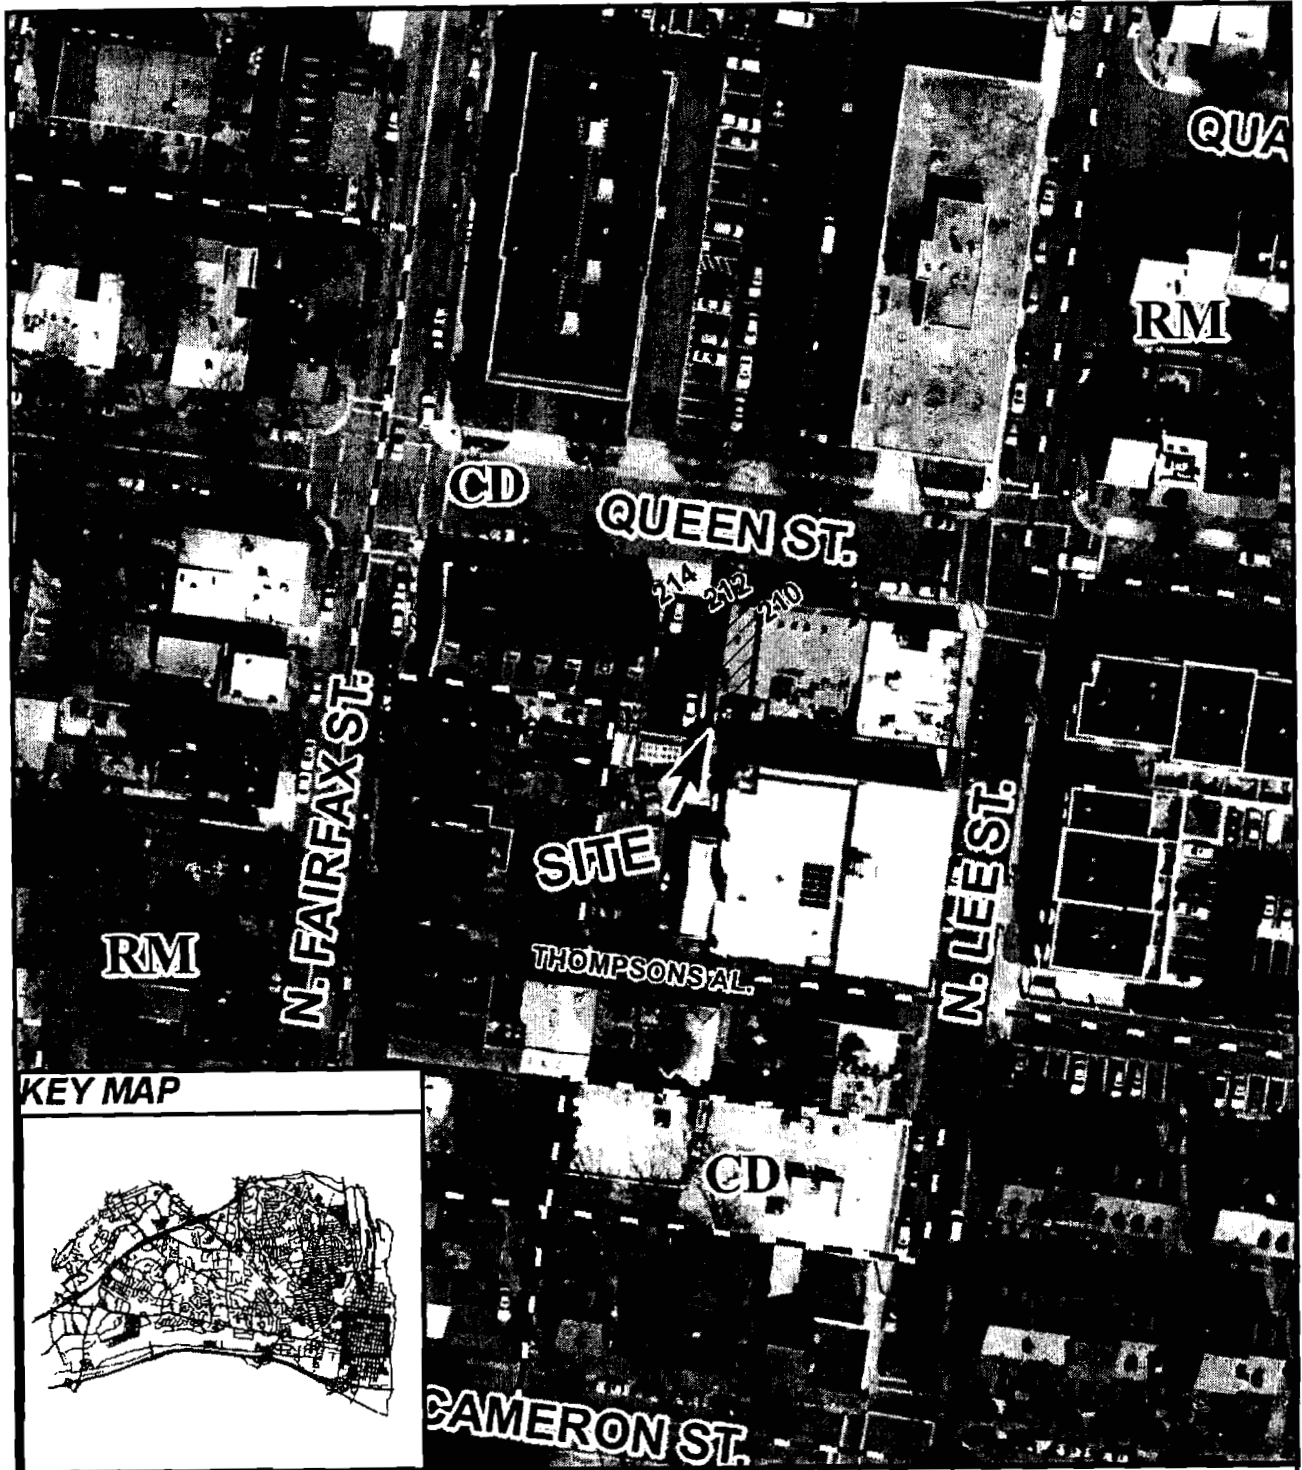 QUA
RM
CD
QUEEN ST.
214
212
210
N. FAIRFAX ST.
SITE
N. LEE ST.
RM
THOMPSONS AL.
KEY MAP
CD
CAMERON ST.